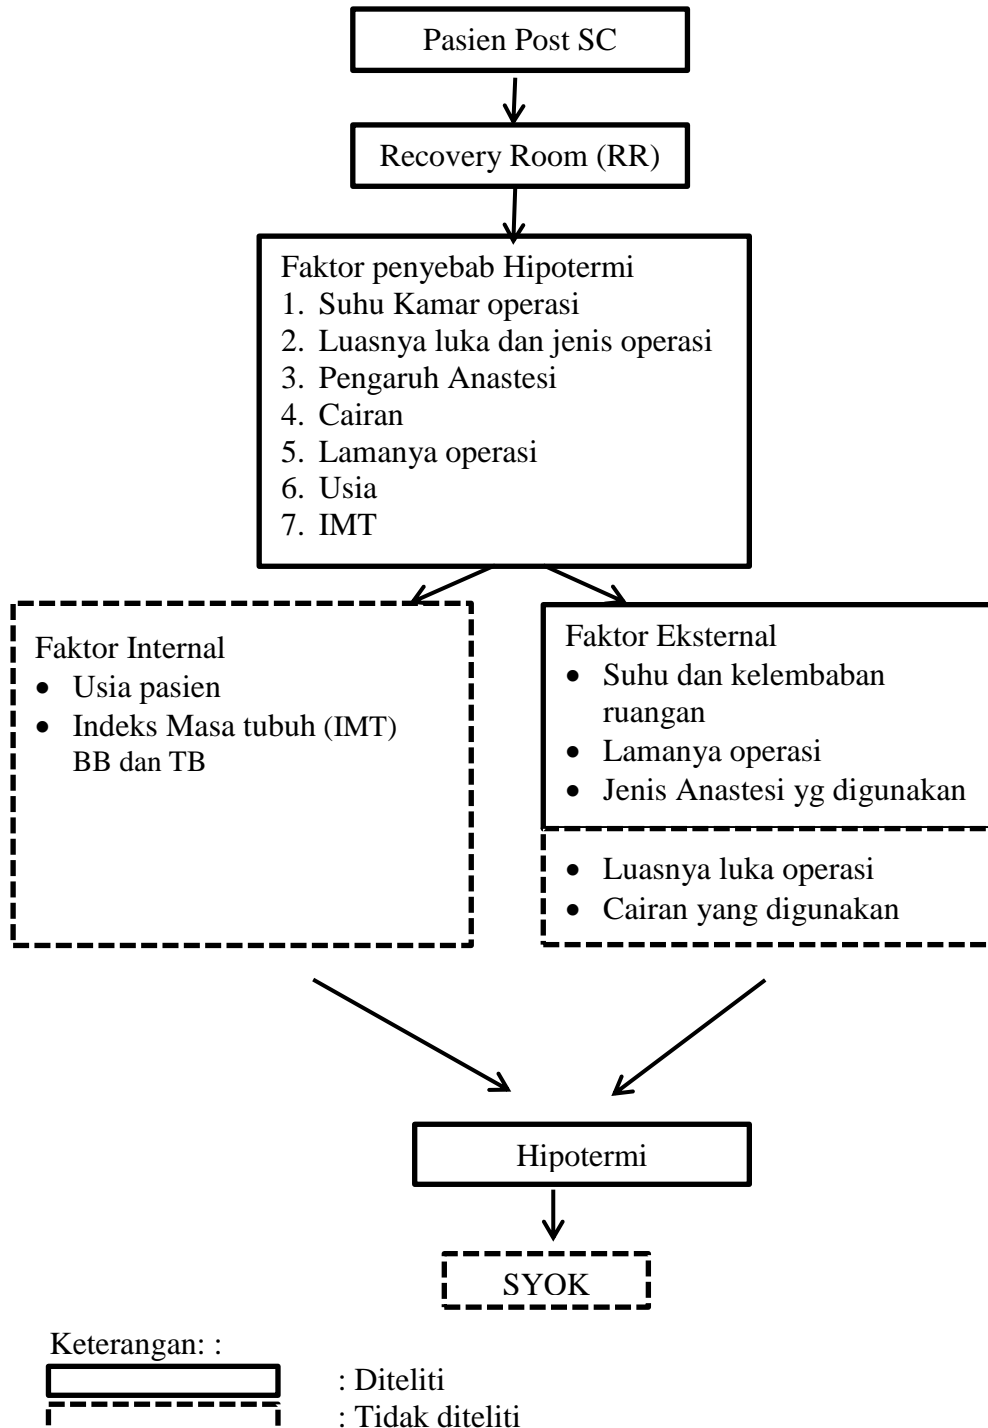 Pasien Post SC
Recovery Room (RR)
Faktor penyebab Hipotermi
1. Suhu Kamar operasi
2. Luasnya luka dan jenis operasi
3. Pengaruh Anastesi
4. Cairan
5. Lamanya operasi
6. Usia
7. IMT
Faktor Internal
• Usia pasien
• Indeks Masa tubuh (IMT)
BB dan TB
Faktor Eksternal
• Suhu dan kelembaban
ruangan
• Lamanya operasi
• Jenis Anastesi yg digunakan
• Luasnya luka operasi
• Cairan yang digunakan
Hipotermi
SYOK
Keterangan: :
: Diteliti
: Tidak diteliti